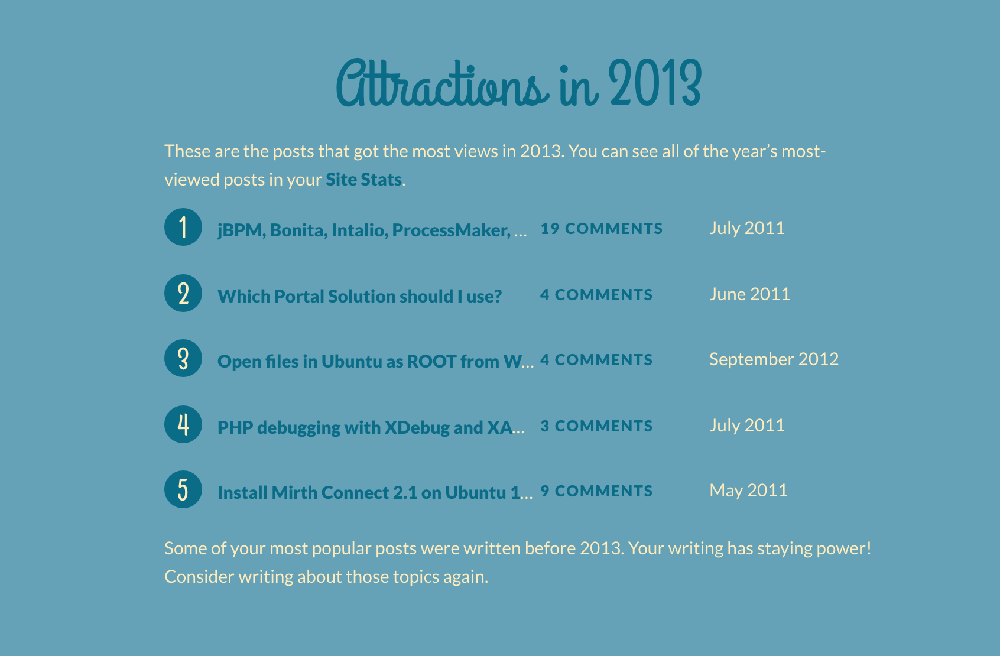 Attractions in 2013
These are the posts that got the most views in 2013. You can see all of the year’s most-
viewed posts in your Site Stats.
1 jBPM, Bonita, Intalio, ProcessMaker, … 19 COMMENTS July 2011
2 Which Portal Solution should I use? 4 COMMENTS June 2011
3 Open files in Ubuntu as ROOT from W… 4 COMMENTS September 2012
4 PHP debugging with XDebug and XA… 3 COMMENTS July 2011
5 Install Mirth Connect 2.1 on Ubuntu 1… 9 COMMENTS May 2011
Some of your most popular posts were written before 2013. Your writing has staying power!
Consider writing about those topics again.